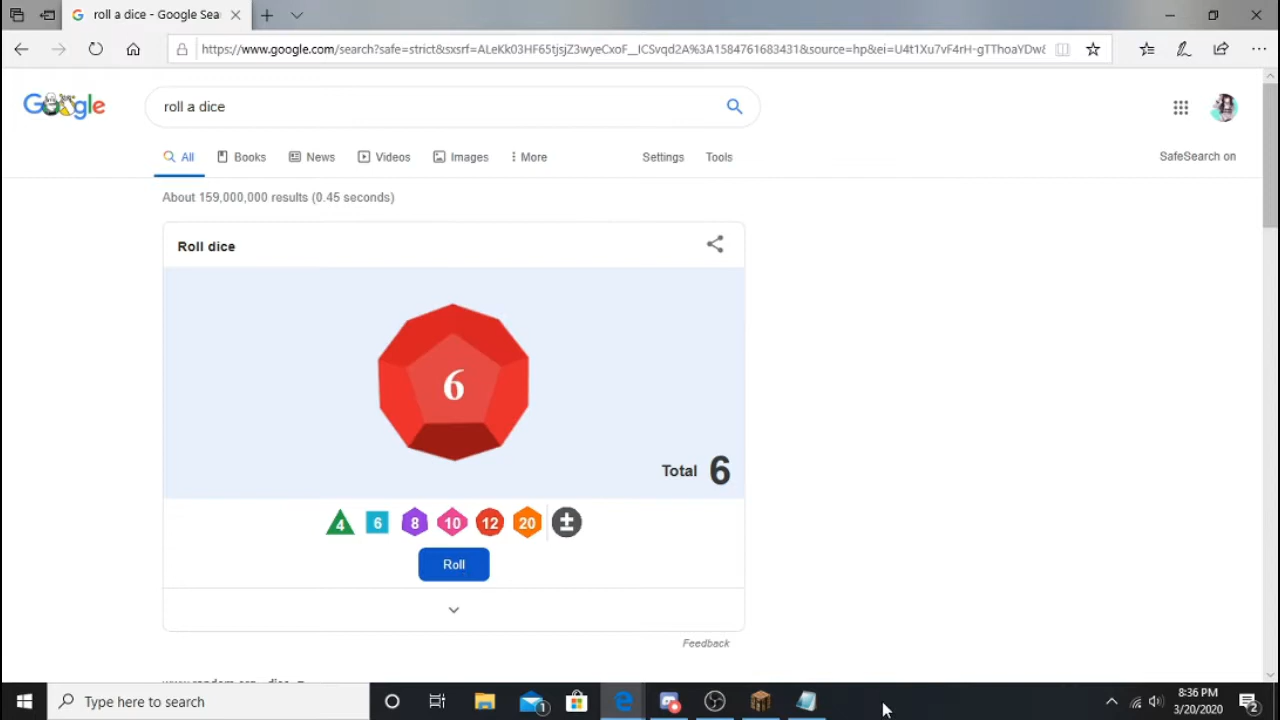 roll a dice - Google Sea
https://www.google.com/search?safe=strict&sxsrf=ALeKk03HF65tjsjZ3wyeCxoF__ICSvqd2A%3A1584761683431&source=hp&ei=U4t1Xu7vF4rH-gTThoaYDw&
Google
roll a dice
All Books News Videos Images More Settings Tools
SafeSearch on
About 159,000,000 results (0.45 seconds)
Roll dice
6
Total 6
4 6 8 10 12 20 ±
Roll
Feedback
Type here to search
1
8:36 PM
3/20/2020
2